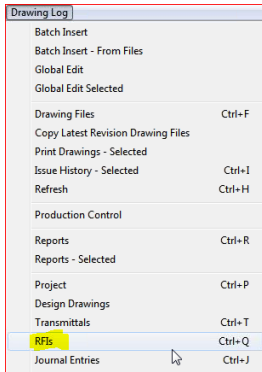 Drawing Log
Batch Insert
Batch Insert - From Files
Global Edit
Global Edit Selected
Drawing Files Ctrl+F
Copy Latest Revision Drawing Files
Print Drawings - Selected
Issue History - Selected Ctrl+I
Refresh Ctrl+H
Production Control
Reports Ctrl+R
Reports - Selected
Project Ctrl+P
Design Drawings
Transmittals Ctrl+T
RFIs Ctrl+Q
Journal Entries Ctrl+J